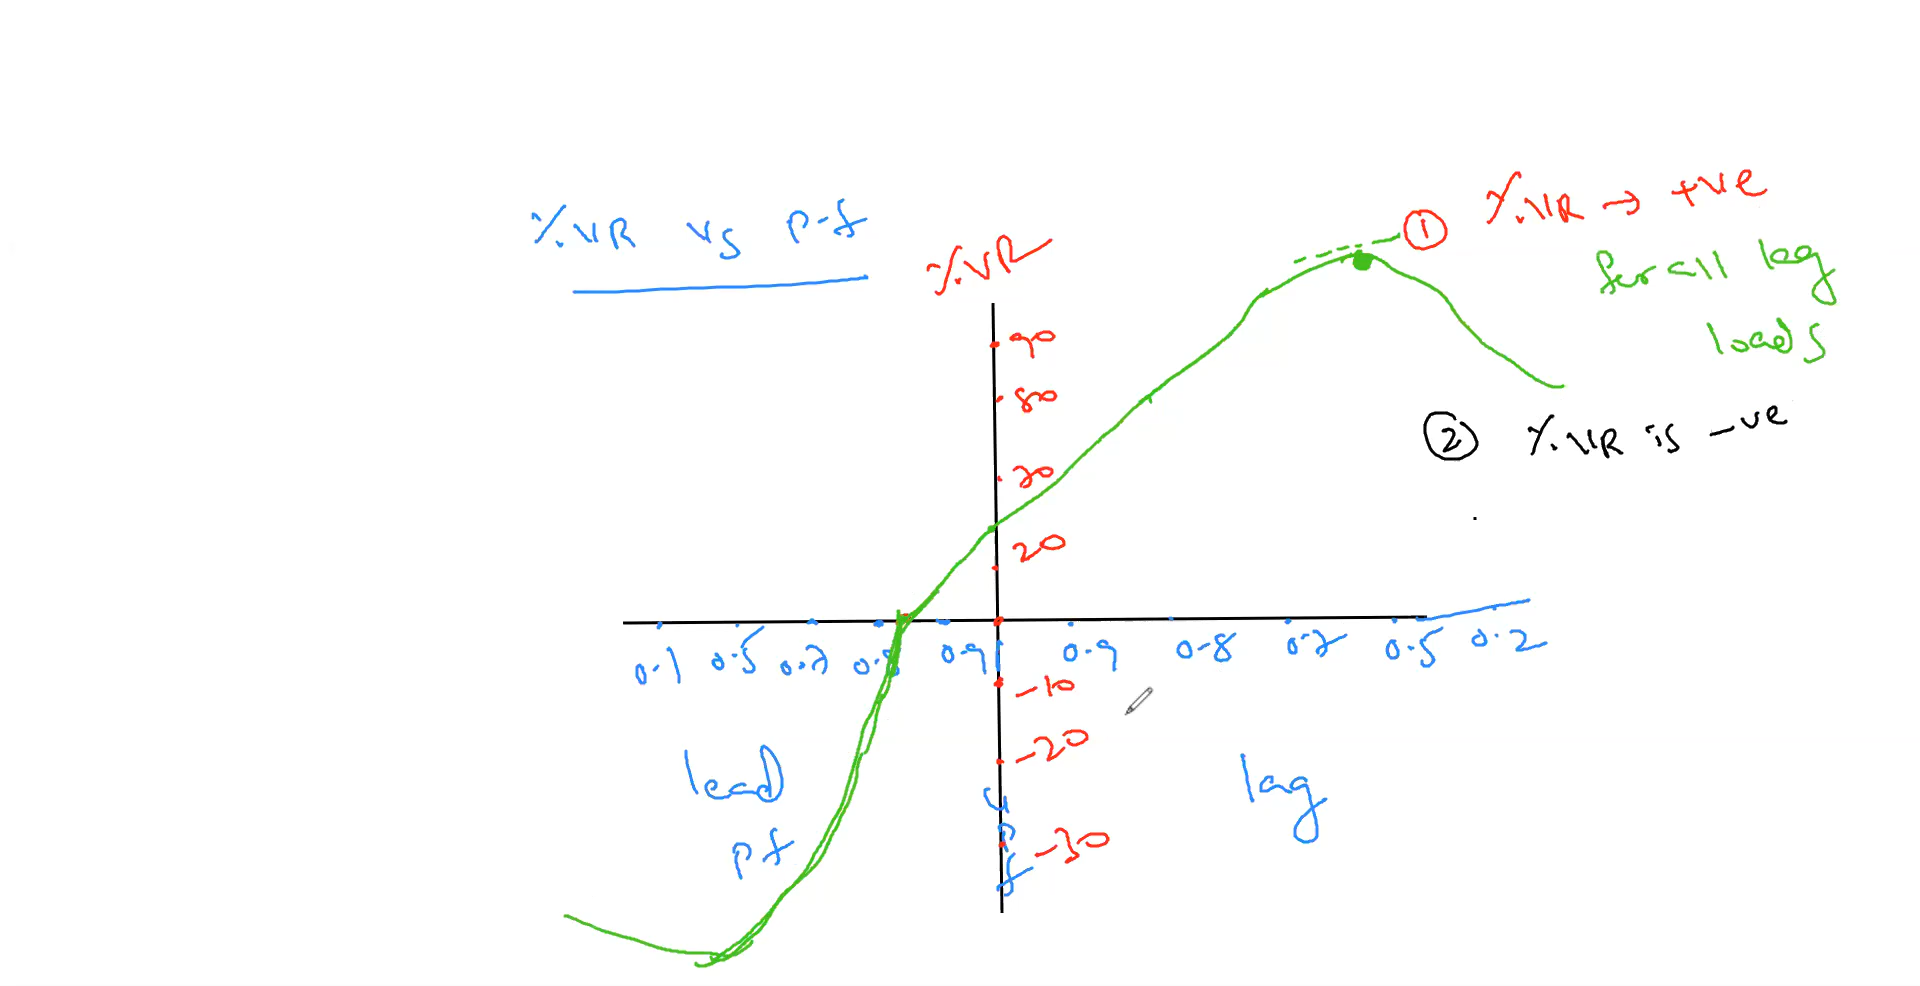 %VR vs p-f
%VR
① %VR → +ve
for all lag
loads
② %VR is -ve
90
80
30
20
0.1 0.5 0.7 0.8 0.9 1 0.9 0.8 0.7 0.5 0.2
-10
-20
-30
lead
pf
lag
u
p
f